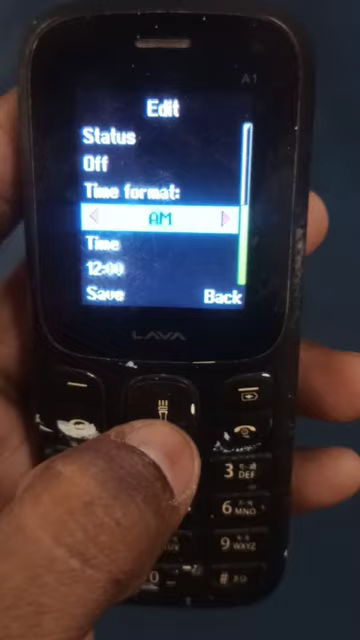 A1
Edit
Status
Off
Time format:
AM
Time
12:00
Save Back
LAVA
3 DEF
6 MNO
9 WXYZ
0
#